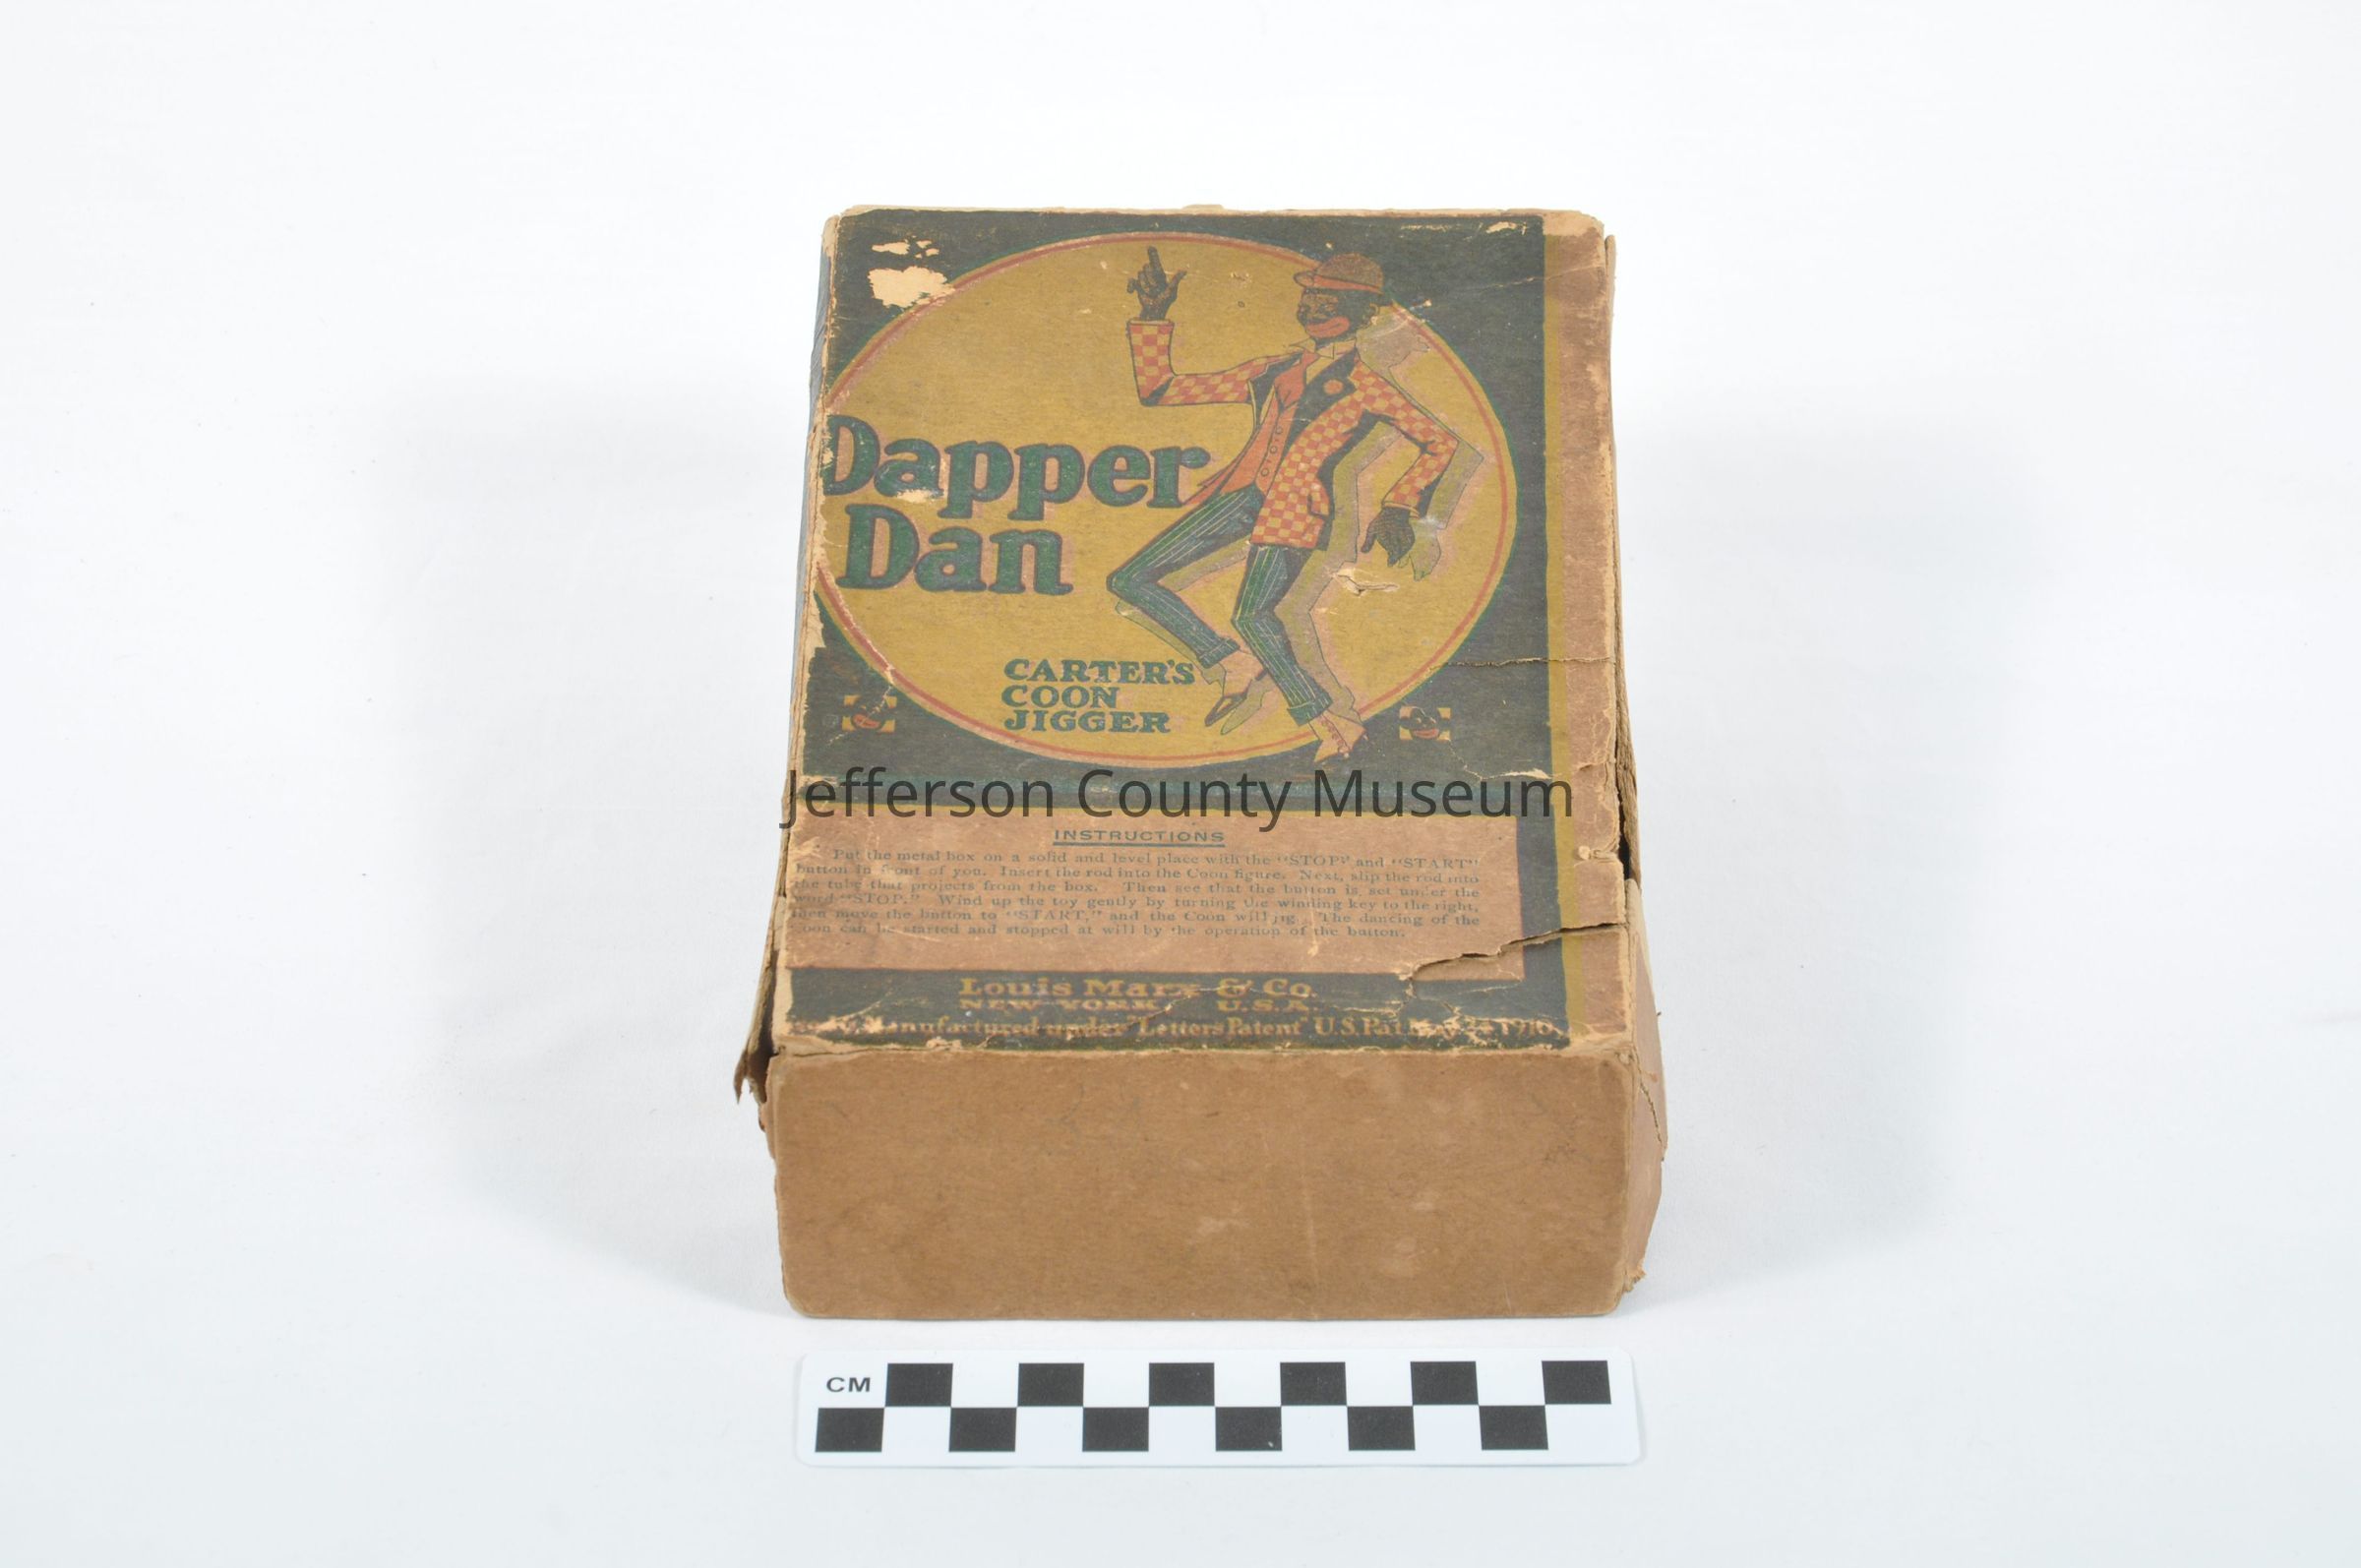 Dapper
Dan
CARTER'S
COON
JIGGER
Jefferson County Museum
INSTRUCTIONS
Put the metal box on a solid and level place with the "STOP" and "START"
button in front of you. Insert the rod into the Coon figure. Next, slip the rod into
the tube that projects from the box. Then see that the button is set under the
word "STOP." Wind up the toy gently by turning the winding key to the right,
then move the button to "START," and the Coon will jig. The dancing of the
Coon can be started and stopped at will by the operation of the button.
Louis Marx & Co.
NEW YORK U.S.A.
Manufactured under "Letters Patent" U.S. Pat. May 24 1910
CM